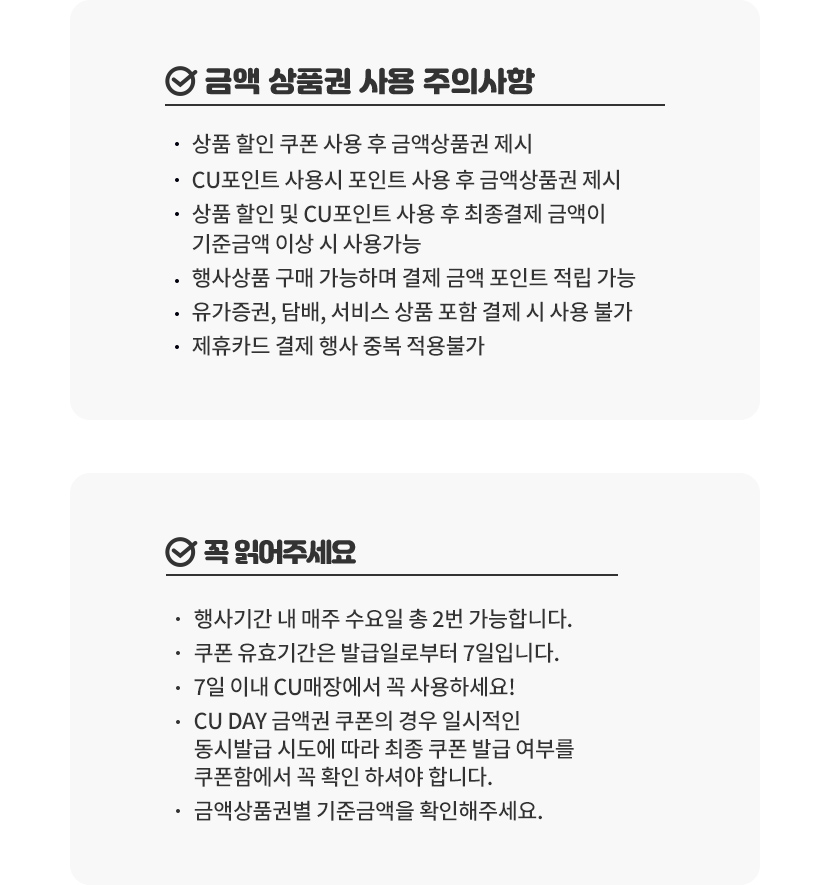 금액 상품권 사용 주의사항
· 상품 할인 쿠폰 사용 후 금액상품권 제시
· CU포인트 사용시 포인트 사용 후 금액상품권 제시
· 상품 할인 및 CU포인트 사용 후 최종결제 금액이
기준금액 이상 시 사용가능
· 행사상품 구매 가능하며 결제 금액 포인트 적립 가능
· 유가증권, 담배, 서비스 상품 포함 결제 시 사용 불가
· 제휴카드 결제 행사 중복 적용불가
꼭 읽어주세요
· 행사기간 내 매주 수요일 총 2번 가능합니다.
· 쿠폰 유효기간은 발급일로부터 7일입니다.
· 7일 이내 CU매장에서 꼭 사용하세요!
· CU DAY 금액권 쿠폰의 경우 일시적인
동시발급 시도에 따라 최종 쿠폰 발급 여부를
쿠폰함에서 꼭 확인 하셔야 합니다.
· 금액상품권별 기준금액을 확인해주세요.